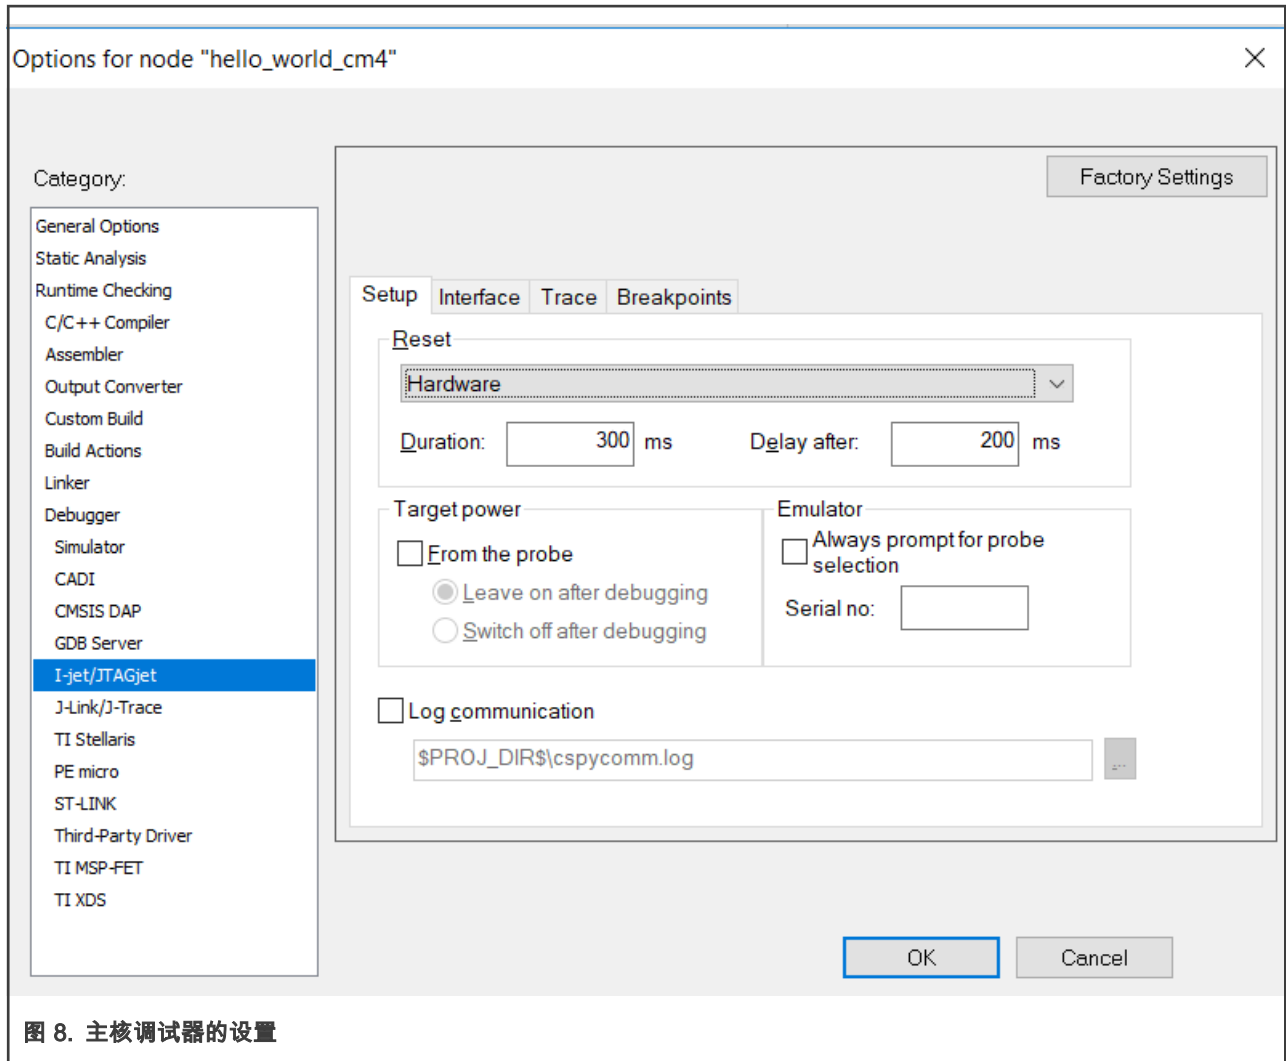 Options for node "hello_world_cm4"
Category:
Factory Settings
General Options
Static Analysis
Runtime Checking
C/C++ Compiler
Assembler
Output Converter
Custom Build
Build Actions
Linker
Debugger
Simulator
CADI
CMSIS DAP
GDB Server
I-jet/JTAGjet
J-Link/J-Trace
TI Stellaris
PE micro
ST-LINK
Third-Party Driver
TI MSP-FET
TI XDS
Setup Interface Trace Breakpoints
Reset
Hardware
Duration: 300 ms Delay after: 200 ms
Target power
From the probe
Leave on after debugging
Switch off after debugging
Emulator
Always prompt for probe
selection
Serial no:
Log communication
$PROJ_DIR$\cspycomm.log
...
OK Cancel
图 8. 主核调试器的设置